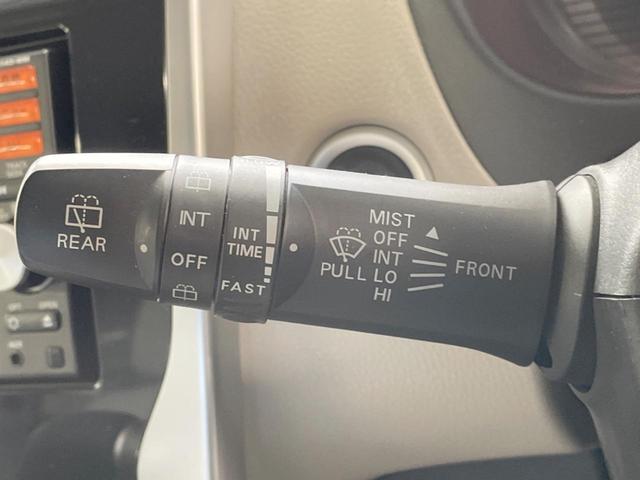 REAR
INT
OFF
INT
TIME
FAST
PULL
MIST
OFF
INT
LO
HI
FRONT